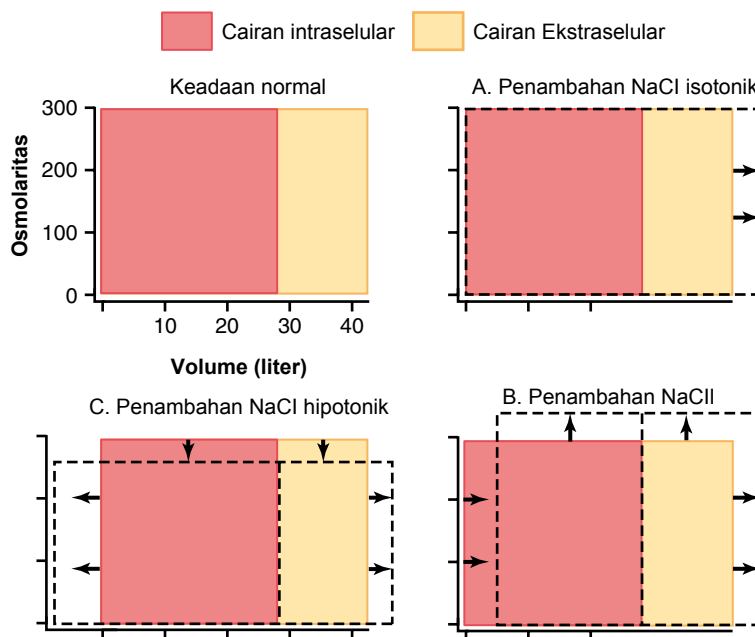 Cairan intraselular
Cairan Ekstraselular
Keadaan normal
A. Penambahan NaCl isotonik
Osmolaritas
300
200
100
0
10
20
30
40
Volume (liter)
C. Penambahan NaCl hipotonik
B. Penambahan NaCll